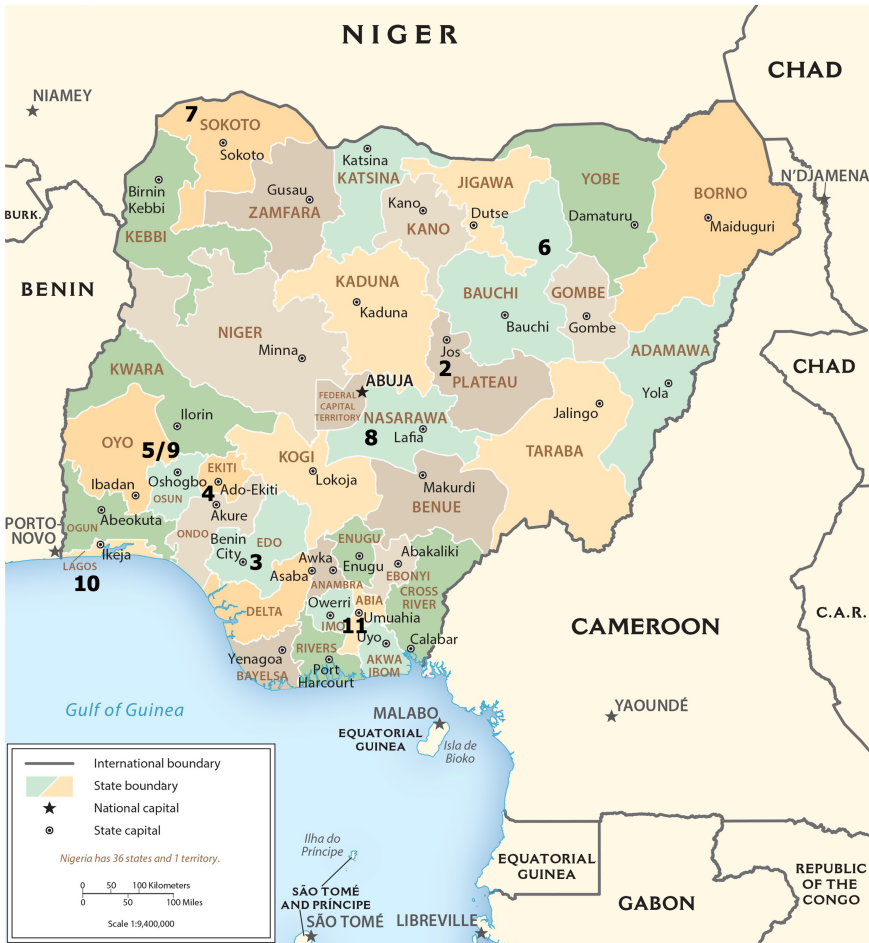 NIGER
CHAD
NIAMEY
7
SOKOTO
Sokoto
Katsina
KATSINA
JIGAWA
YOBE
N'DJAMENA
BORNO
Birnin
Kebbi
Gusau
ZAMFARA
Kano
KANO
Dutse
Damaturu
Maiduguri
BURK.
KEBBI
6
BENIN
KADUNA
Kaduna
BAUCHI
Bauchi
GOMBE
Gombe
NIGER
Minna
Jos
2
PLATEAU
ADAMAWA
Yola
CHAD
KWARA
ABUJA
FEDERAL
CAPITAL
TERRITORY
NASARAWA
8
Lafia
Jalingo
TARABA
Ilorin
OYO
5/9
KOGI
Lokoja
Oshogbo
OSUN
EKITI
4
Ado-Ekiti
Ibadan
Akure
Makurdi
BENUE
OGUN
Abeokuta
PORTO-
NOVO
ONDO
Benin
City
EDO
3
ENUGU
Enugu
Abakaliki
EBONYI
Ikeja
LAGOS
10
Awka
Asaba
ANAMBRA
CROSS
RIVER
DELTA
Owerri
IMO
ABIA
11
Umuahia
Uyo
Calabar
C.A.R.
CAMEROON
RIVERS
Yenagoa
BAYELSA
Port
Harcourt
AKWA
IBOM
Gulf of Guinea
MALABO
EQUATORIAL
GUINEA
Isla de
Bioko
YAOUNDÉ
International boundary
State boundary
National capital
State capital
Nigeria has 36 states and 1 territory.
0 50 100 Kilometers
0 50 100 Miles
Scale 1:9,400,000
Ilha do
Príncipe
SÃO TOMÉ
AND PRÍNCIPE
SÃO TOMÉ
LIBREVILLE
EQUATORIAL
GUINEA
GABON
REPUBLIC
OF THE
CONGO